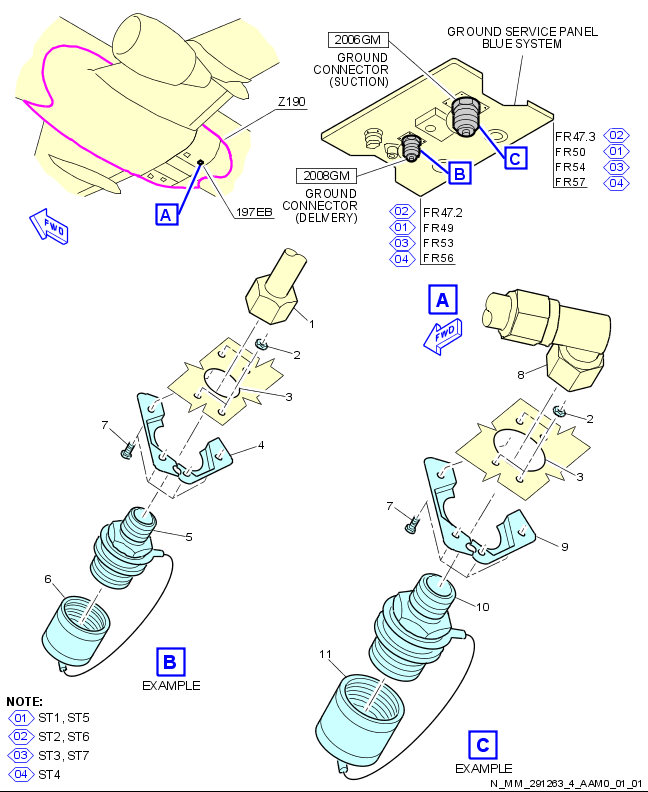 2006GM
GROUND
CONNECTOR
(SUCTION)
GROUND SERVICE PANEL
BLUE SYSTEM
Z190
A
197EB
FWD
2008GM
GROUND
CONNECTOR
(DELIVERY)
B
C
FR47.3 02
FR50 01
FR54 03
FR57 04
02 FR47.2
01 FR49
03 FR53
04 FR56
1
2
3
4
7
5
6
B
EXAMPLE
A
FWD
8
2
3
7
9
10
11
C
EXAMPLE
NOTE:
01 ST1, ST5
02 ST2, ST6
03 ST3, ST7
04 ST4
N_MM_291263_4_AAM0_01_01